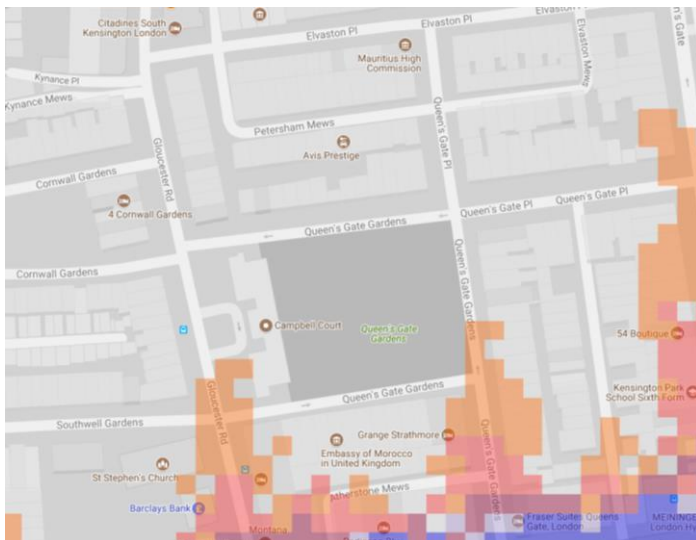 Citadines South
Kensington London
Elvaston Pl
Elvaston Pl
Mauritius High
Commission
Elvaston Mews
Queen's Gate
Kynance Pl
Kynance Mews
Gloucester Rd
Petersham Mews
Queen's Gate Pl
Avis Prestige
Cornwall Gardens
4 Cornwall Gardens
Queen's Gate Pl
Queen's Gate Pl
Queen's Gate Gardens
Cornwall Gardens
Queen's Gate Gardens
Campbell Court
Queen's Gate
Gardens
54 Boutique
Gloucester Rd
Queen's Gate Gardens
Kensington Park
School Sixth Form
Southwell Gardens
Grange Strathmore
Queen's Gate Gardens
Embassy of Morocco
in United Kingdom
St Stephen's Church
Atherstone Mews
Barclays Bank
Fraser Suites Queens
Gate, London
MEININGE
London H
Montana